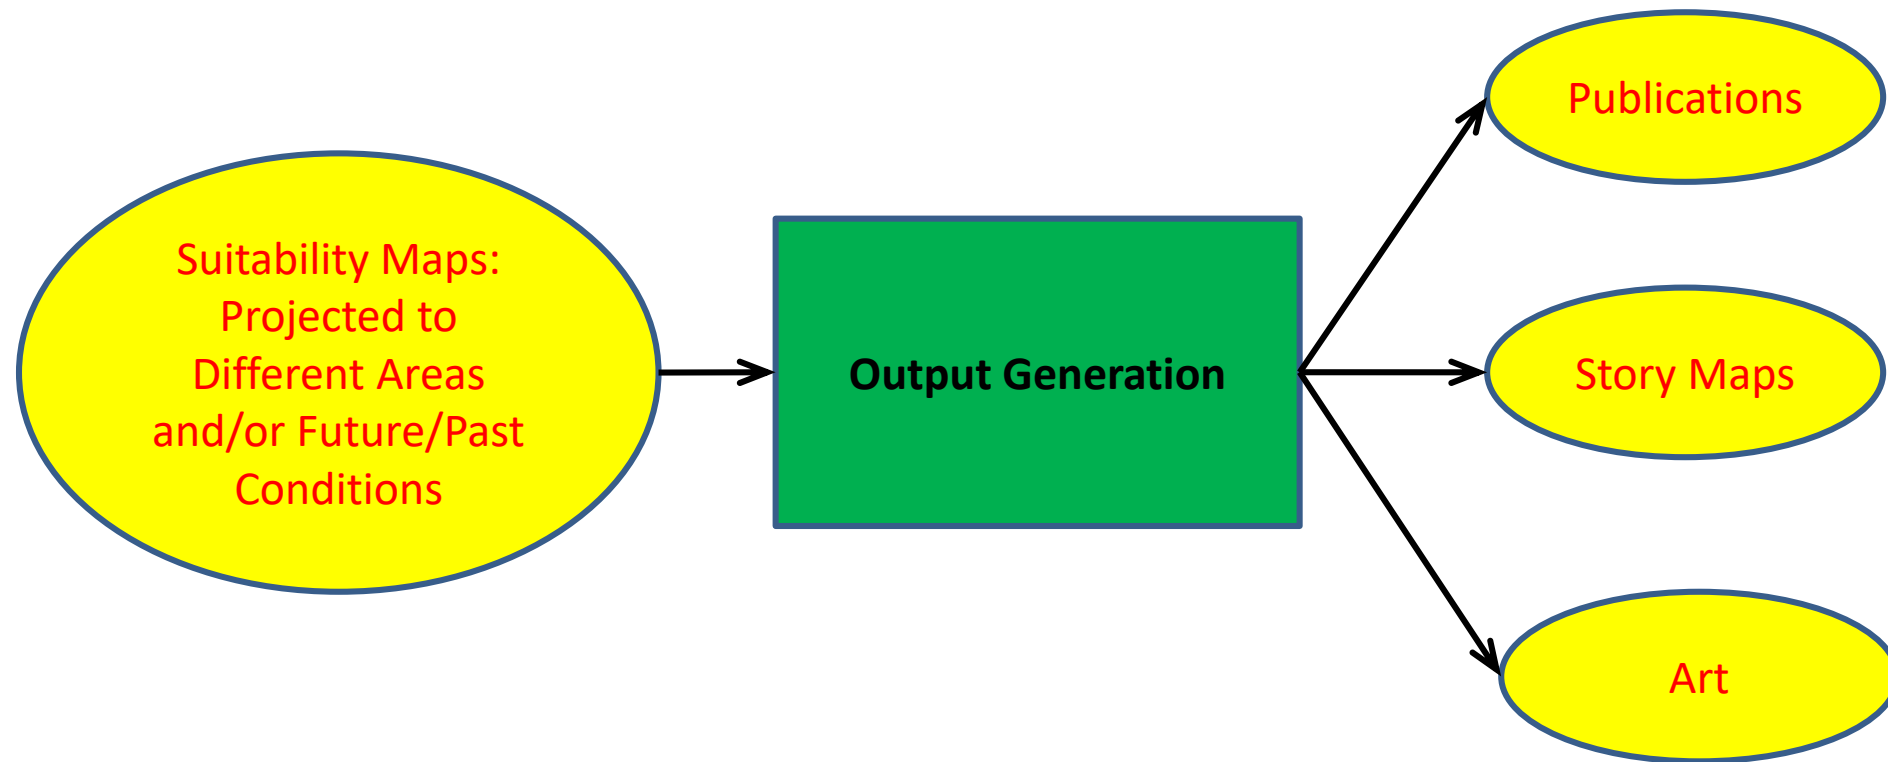 Suitability Maps:
Projected to
Different Areas
and/or Future/Past
Conditions
Output Generation
Publications
Story Maps
Art